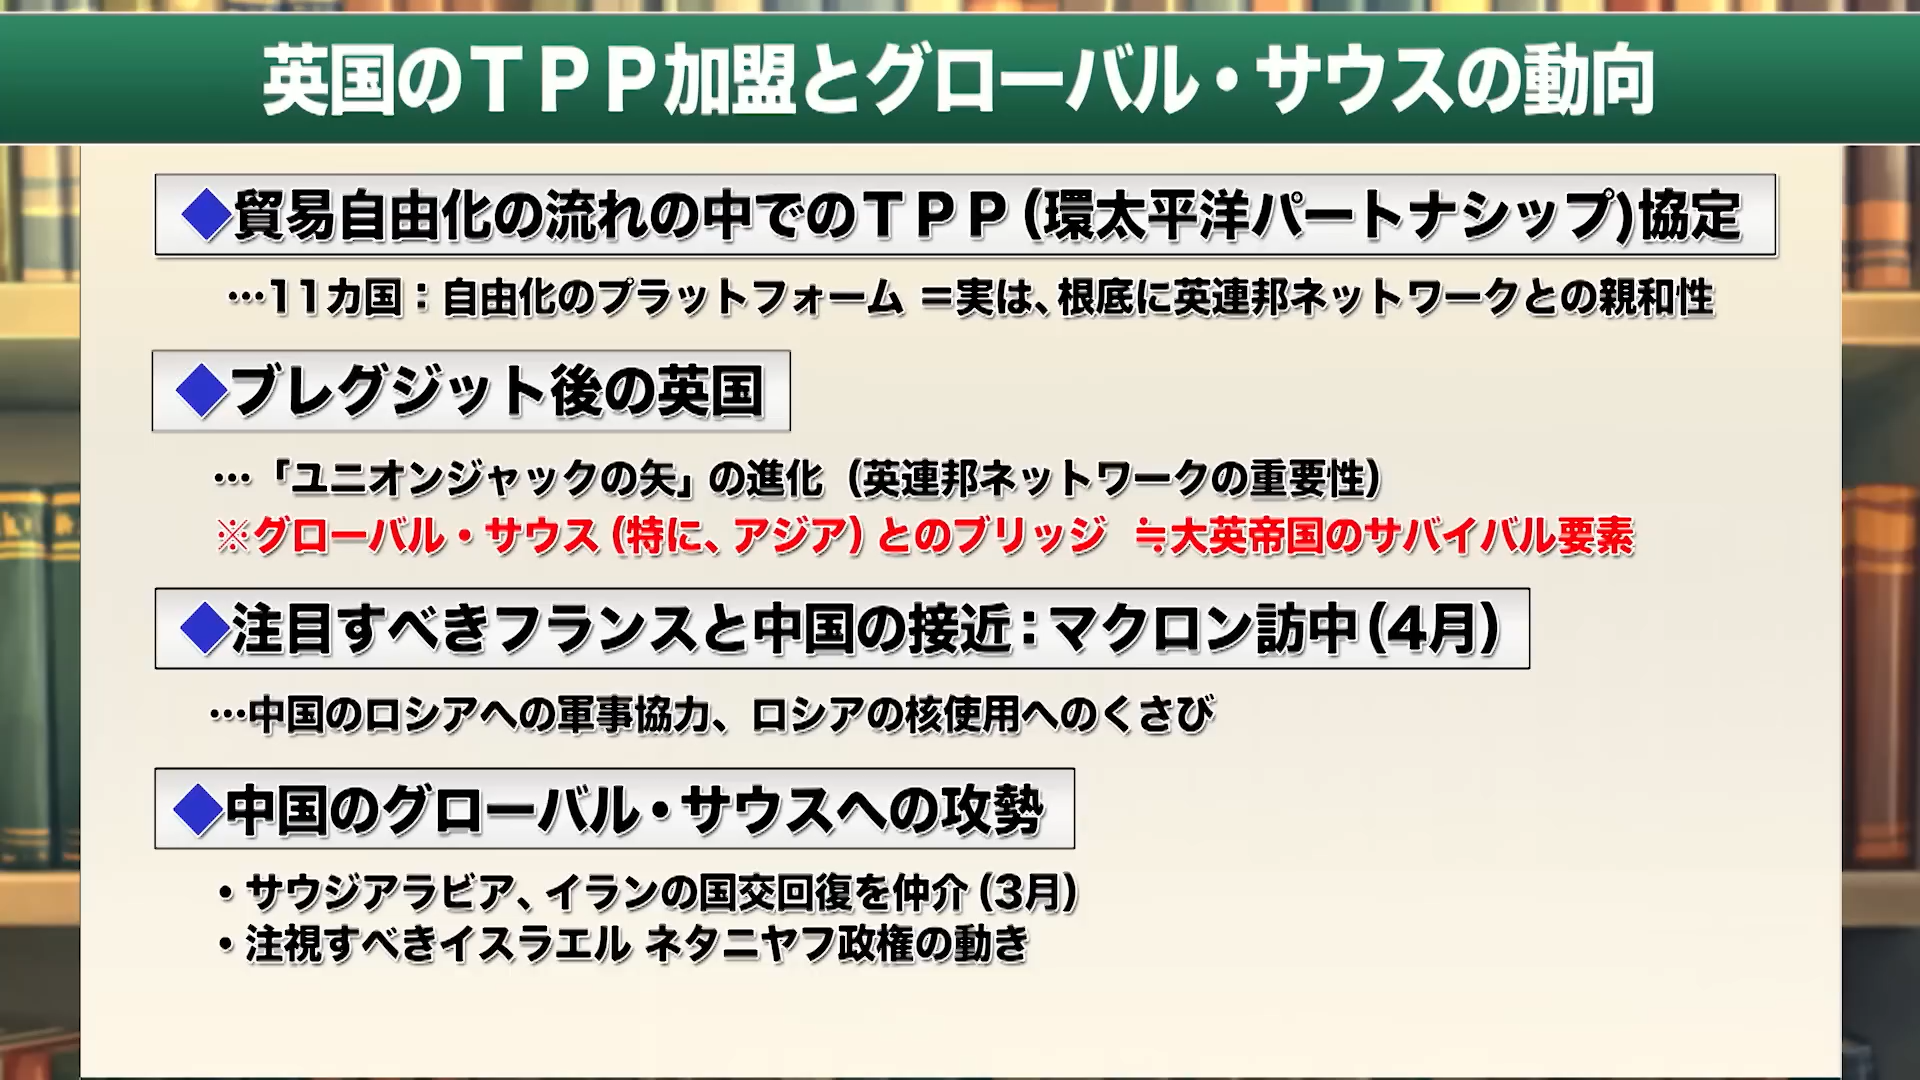 英国のＴＰＰ加盟とグローバル・サウスの動向
◆貿易自由化の流れの中でのＴＰＰ(環太平洋パートナシップ)協定
…11カ国：自由化のプラットフォーム ＝実は、根底に英連邦ネットワークとの親和性
◆ブレグジット後の英国
…「ユニオンジャックの矢」の進化（英連邦ネットワークの重要性）
※グローバル・サウス（特に、アジア）とのブリッジ ≒大英帝国のサバイバル要素
◆注目すべきフランスと中国の接近：マクロン訪中（4月）
…中国のロシアへの軍事協力、ロシアの核使用へのくさび
◆中国のグローバル・サウスへの攻勢
・サウジアラビア、イランの国交回復を仲介（3月）
・注視すべきイスラエル ネタニヤフ政権の動き